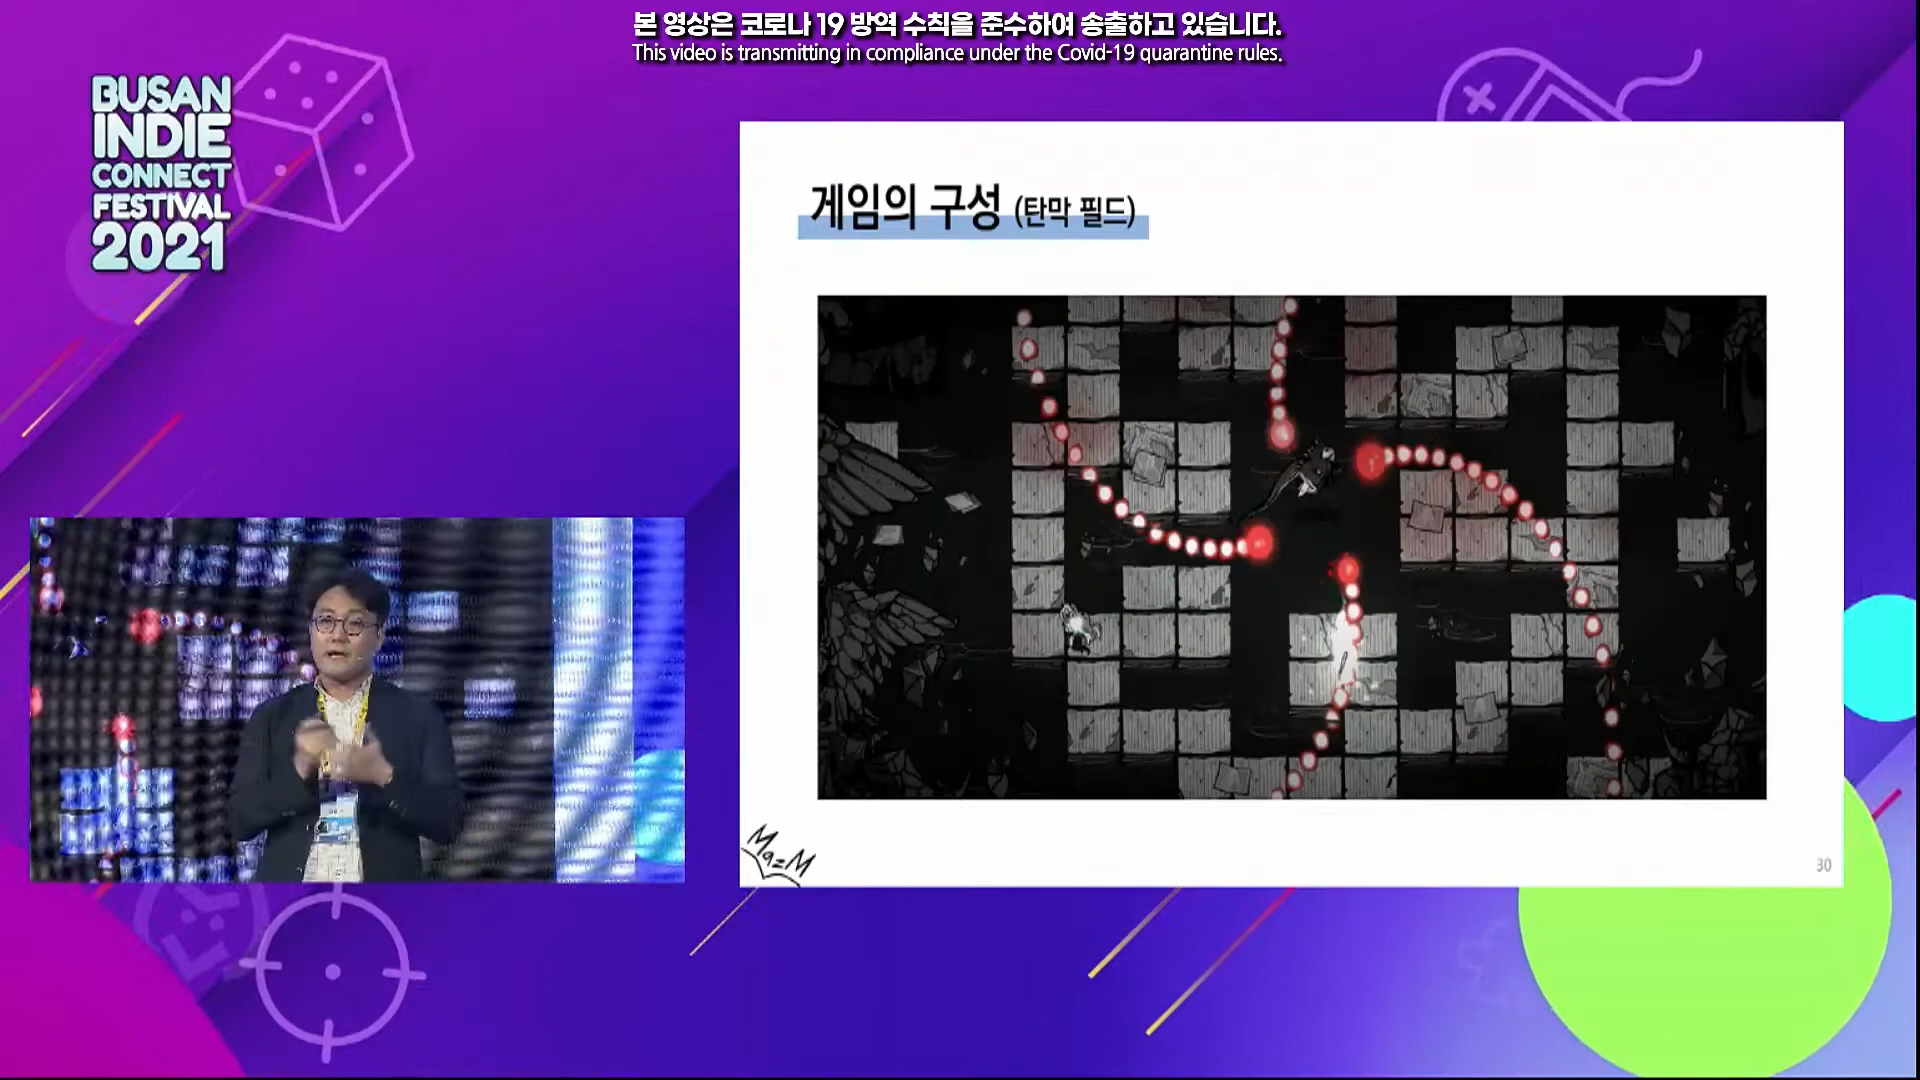 본 영상은 코로나 19 방역 수칙을 준수하여 송출하고 있습니다.
This video is transmitting in compliance under the Covid-19 quarantine rules.
BUSAN
INDIE
CONNECT
FESTIVAL
2021
게임의 구성 (탄막 필드)
MazM
30